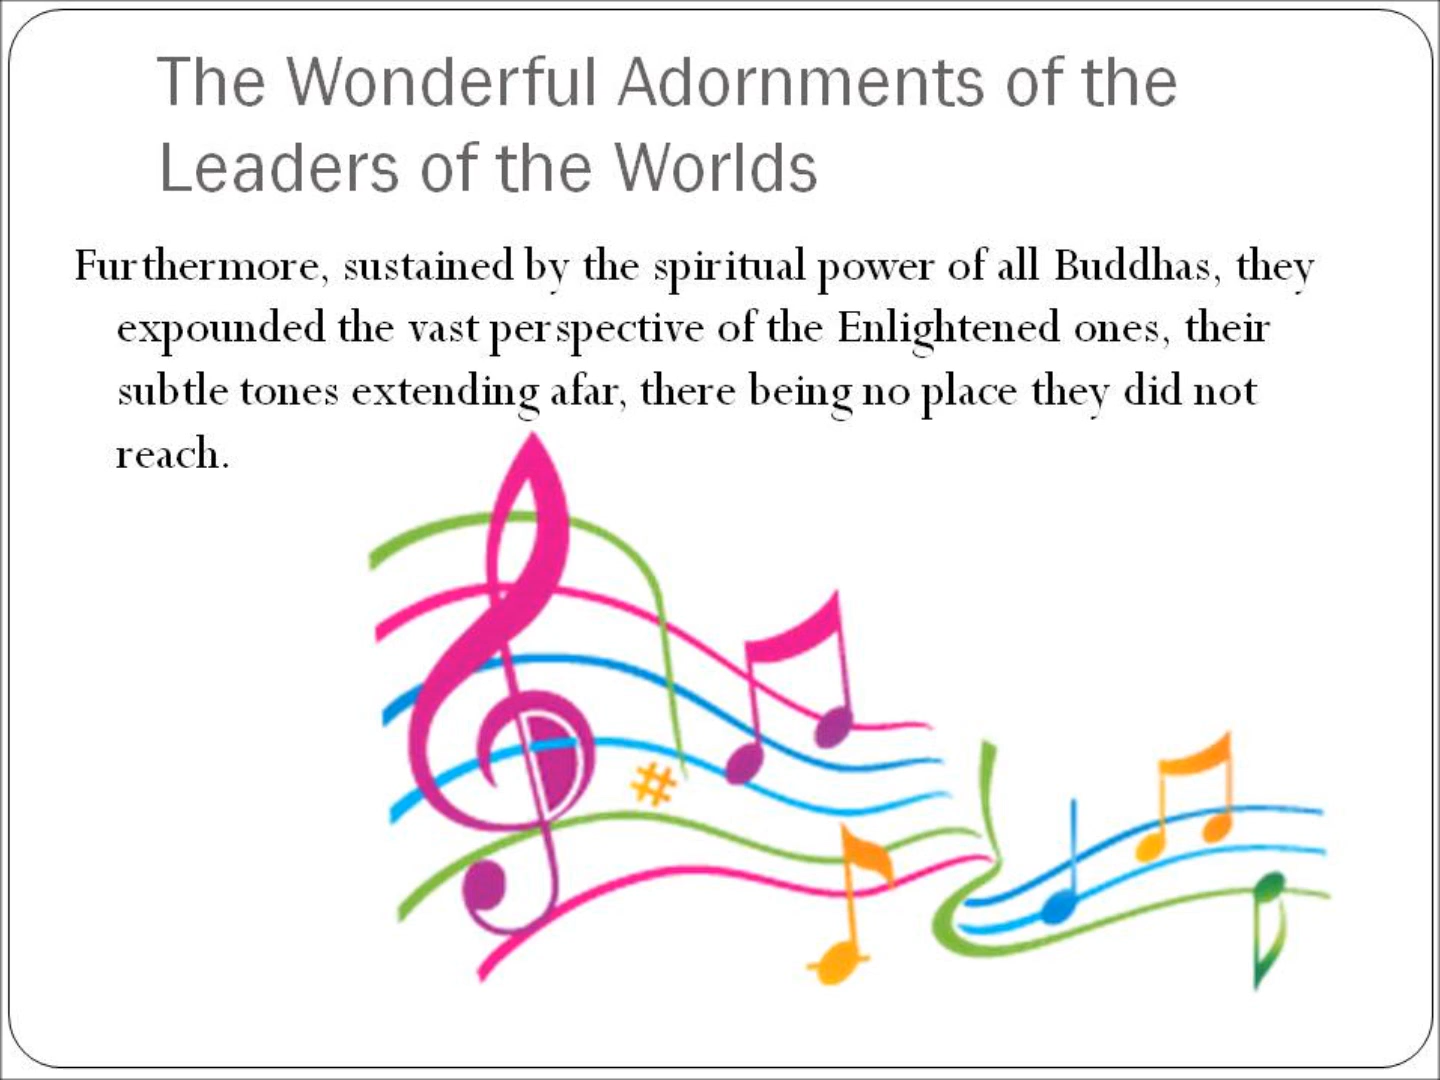 The Wonderful Adornments of the
Leaders of the Worlds
Furthermore, sustained by the spiritual power of all Buddhas, they
expounded the vast perspective of the Enlightened ones, their
subtle tones extending afar, there being no place they did not
reach.